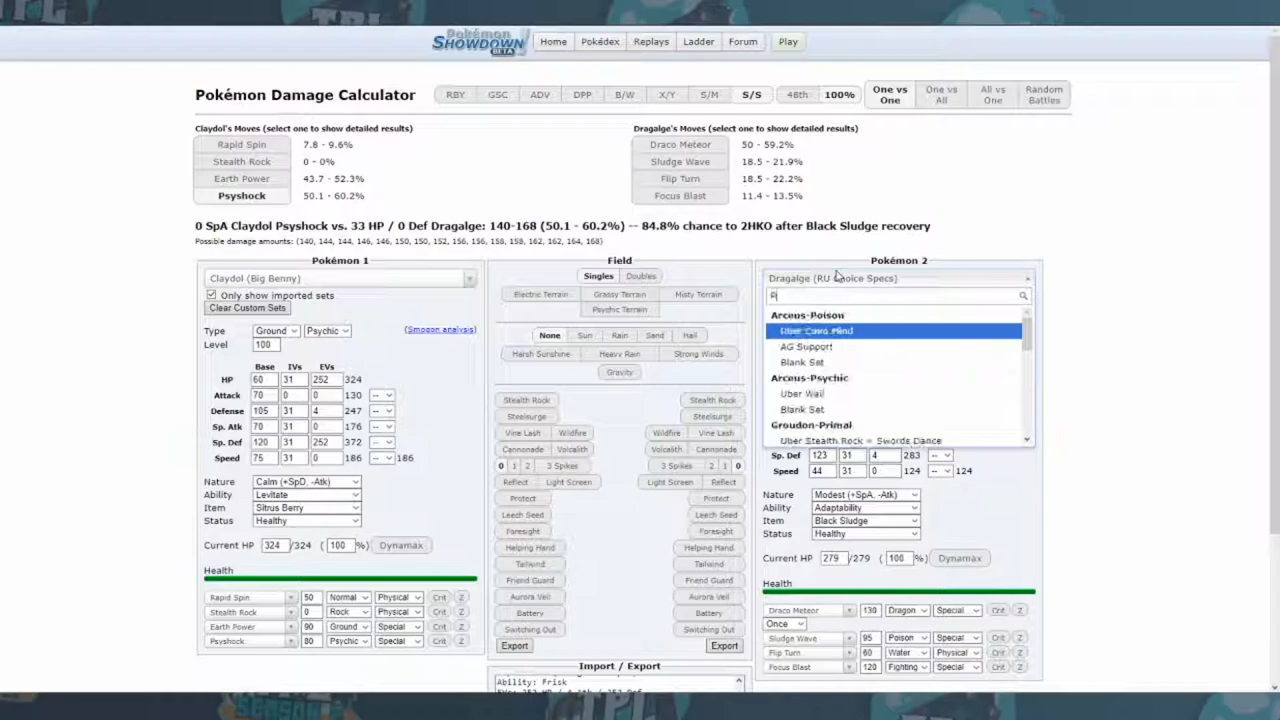 Pokémon
SHOWDOWN
BETA
Home Pokédex Replays Ladder Forum Play
Pokémon Damage Calculator
RBY GSC ADV DPP B/W X/Y S/M S/S 48th 100% One vs One One vs All All vs One Random Battles
Claydol's Moves (select one to show detailed results)
Rapid Spin 7.8 - 9.6%
Stealth Rock 0 - 0%
Earth Power 43.7 - 52.3%
Psyshock 50.1 - 60.2%
Dragalge's Moves (select one to show detailed results)
Draco Meteor 50 - 59.2%
Sludge Wave 18.5 - 21.9%
Flip Turn 18.5 - 22.2%
Focus Blast 11.4 - 13.5%
0 SpA Claydol Psyshock vs. 33 HP / 0 Def Dragalge: 140-168 (50.1 - 60.2%) -- 84.8% chance to 2HKO after Black Sludge recovery
Possible damage amounts: (140, 144, 144, 146, 146, 150, 150, 152, 156, 156, 158, 158, 162, 162, 164, 168)
Pokémon 1
Claydol (Big Benny)
Only show imported sets
Clear Custom Sets
Type Ground Psychic (Smogon analysis)
Level 100
Base IVs EVs
HP 60 31 252 324
Attack 70 0 0 130 --
Defense 105 31 4 247 --
Sp. Atk 70 31 0 176 --
Sp. Def 120 31 252 372 --
Speed 75 31 0 186 -- 186
Nature Calm (+SpD, -Atk)
Ability Levitate
Item Sitrus Berry
Status Healthy
Current HP 324 /324 ( 100 %) Dynamax
Health
Rapid Spin 50 Normal Physical Crit Z
Stealth Rock 0 Rock Physical Crit Z
Earth Power 90 Ground Special Crit Z
Psyshock 80 Psychic Special Crit Z
Field
Singles Doubles
Electric Terrain Grassy Terrain Misty Terrain
Psychic Terrain
None Sun Rain Sand Hail
Harsh Sunshine Heavy Rain Strong Winds
Gravity
Stealth Rock Stealth Rock
Steelsurge Steelsurge
Vine Lash Wildfire Wildfire Vine Lash
Cannonade Volcalith Volcalith Cannonade
0 1 2 3 Spikes 3 Spikes 2 1 0
Reflect Light Screen Light Screen Reflect
Protect Protect
Leech Seed Leech Seed
Foresight Foresight
Helping Hand Helping Hand
Tailwind Tailwind
Friend Guard Friend Guard
Aurora Veil Aurora Veil
Battery Battery
Switching Out Switching Out
Export Export
Import / Export
Ability: Frisk
Pokémon 2
Dragalge (RU Choice Specs)
Arceus-Poison
Uber Calm Mind
AG Support
Blank Set
Arceus-Psychic
Uber Wall
Blank Set
Groudon-Primal
Uber Stealth Rock + Swords Dance
Sp. Def 123 31 4 283 --
Speed 44 31 0 124 -- 124
Nature Modest (+SpA, -Atk)
Ability Adaptability
Item Black Sludge
Status Healthy
Current HP 279 /279 ( 100 %) Dynamax
Health
Draco Meteor 130 Dragon Special Crit Z
Once
Sludge Wave 95 Poison Special Crit Z
Flip Turn 60 Water Physical Crit Z
Focus Blast 120 Fighting Special Crit Z
SEASON
TPL